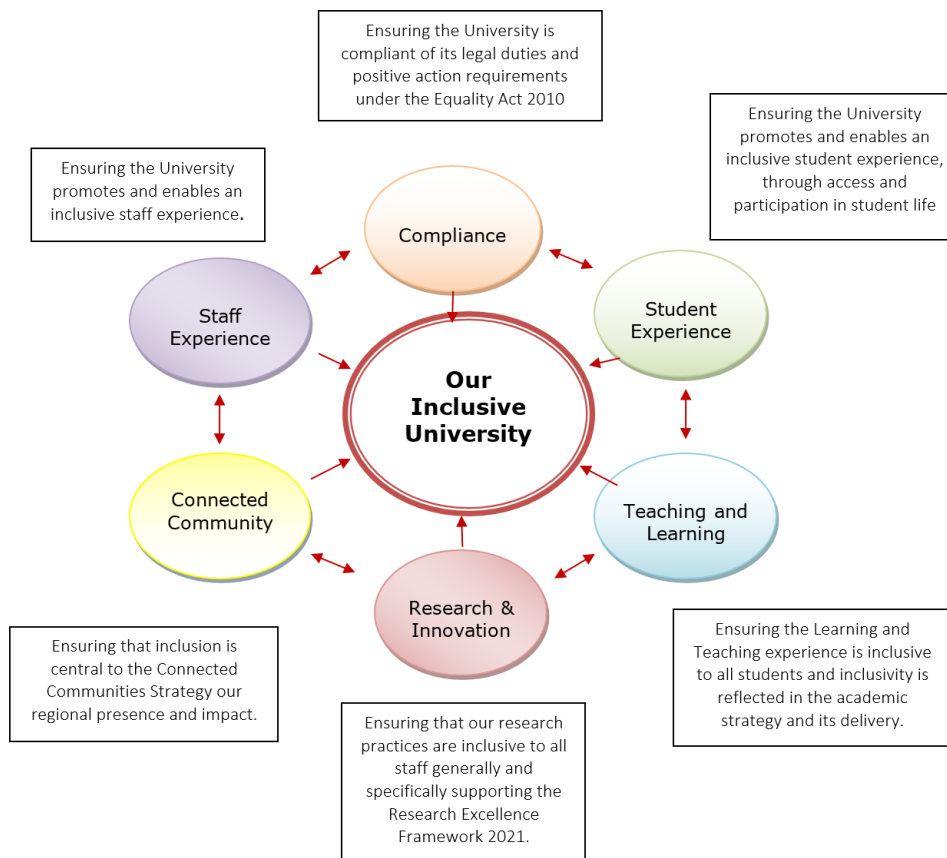 Ensuring the University is
compliant of its legal duties and
positive action requirements
under the Equality Act 2010
Ensuring the University
promotes and enables an
inclusive student experience,
through access and
participation in student life
Ensuring the University
promotes and enables an
inclusive staff experience.
Compliance
Staff
Experience
Student
Experience
Our
Inclusive
University
Connected
Community
Teaching and
Learning
Research &
Innovation
Ensuring that inclusion is
central to the Connected
Communities Strategy our
regional presence and impact.
Ensuring the Learning and
Teaching experience is inclusive
to all students and inclusivity is
reflected in the academic
strategy and its delivery.
Ensuring that our research
practices are inclusive to all
staff generally and
specifically supporting the
Research Excellence
Framework 2021.